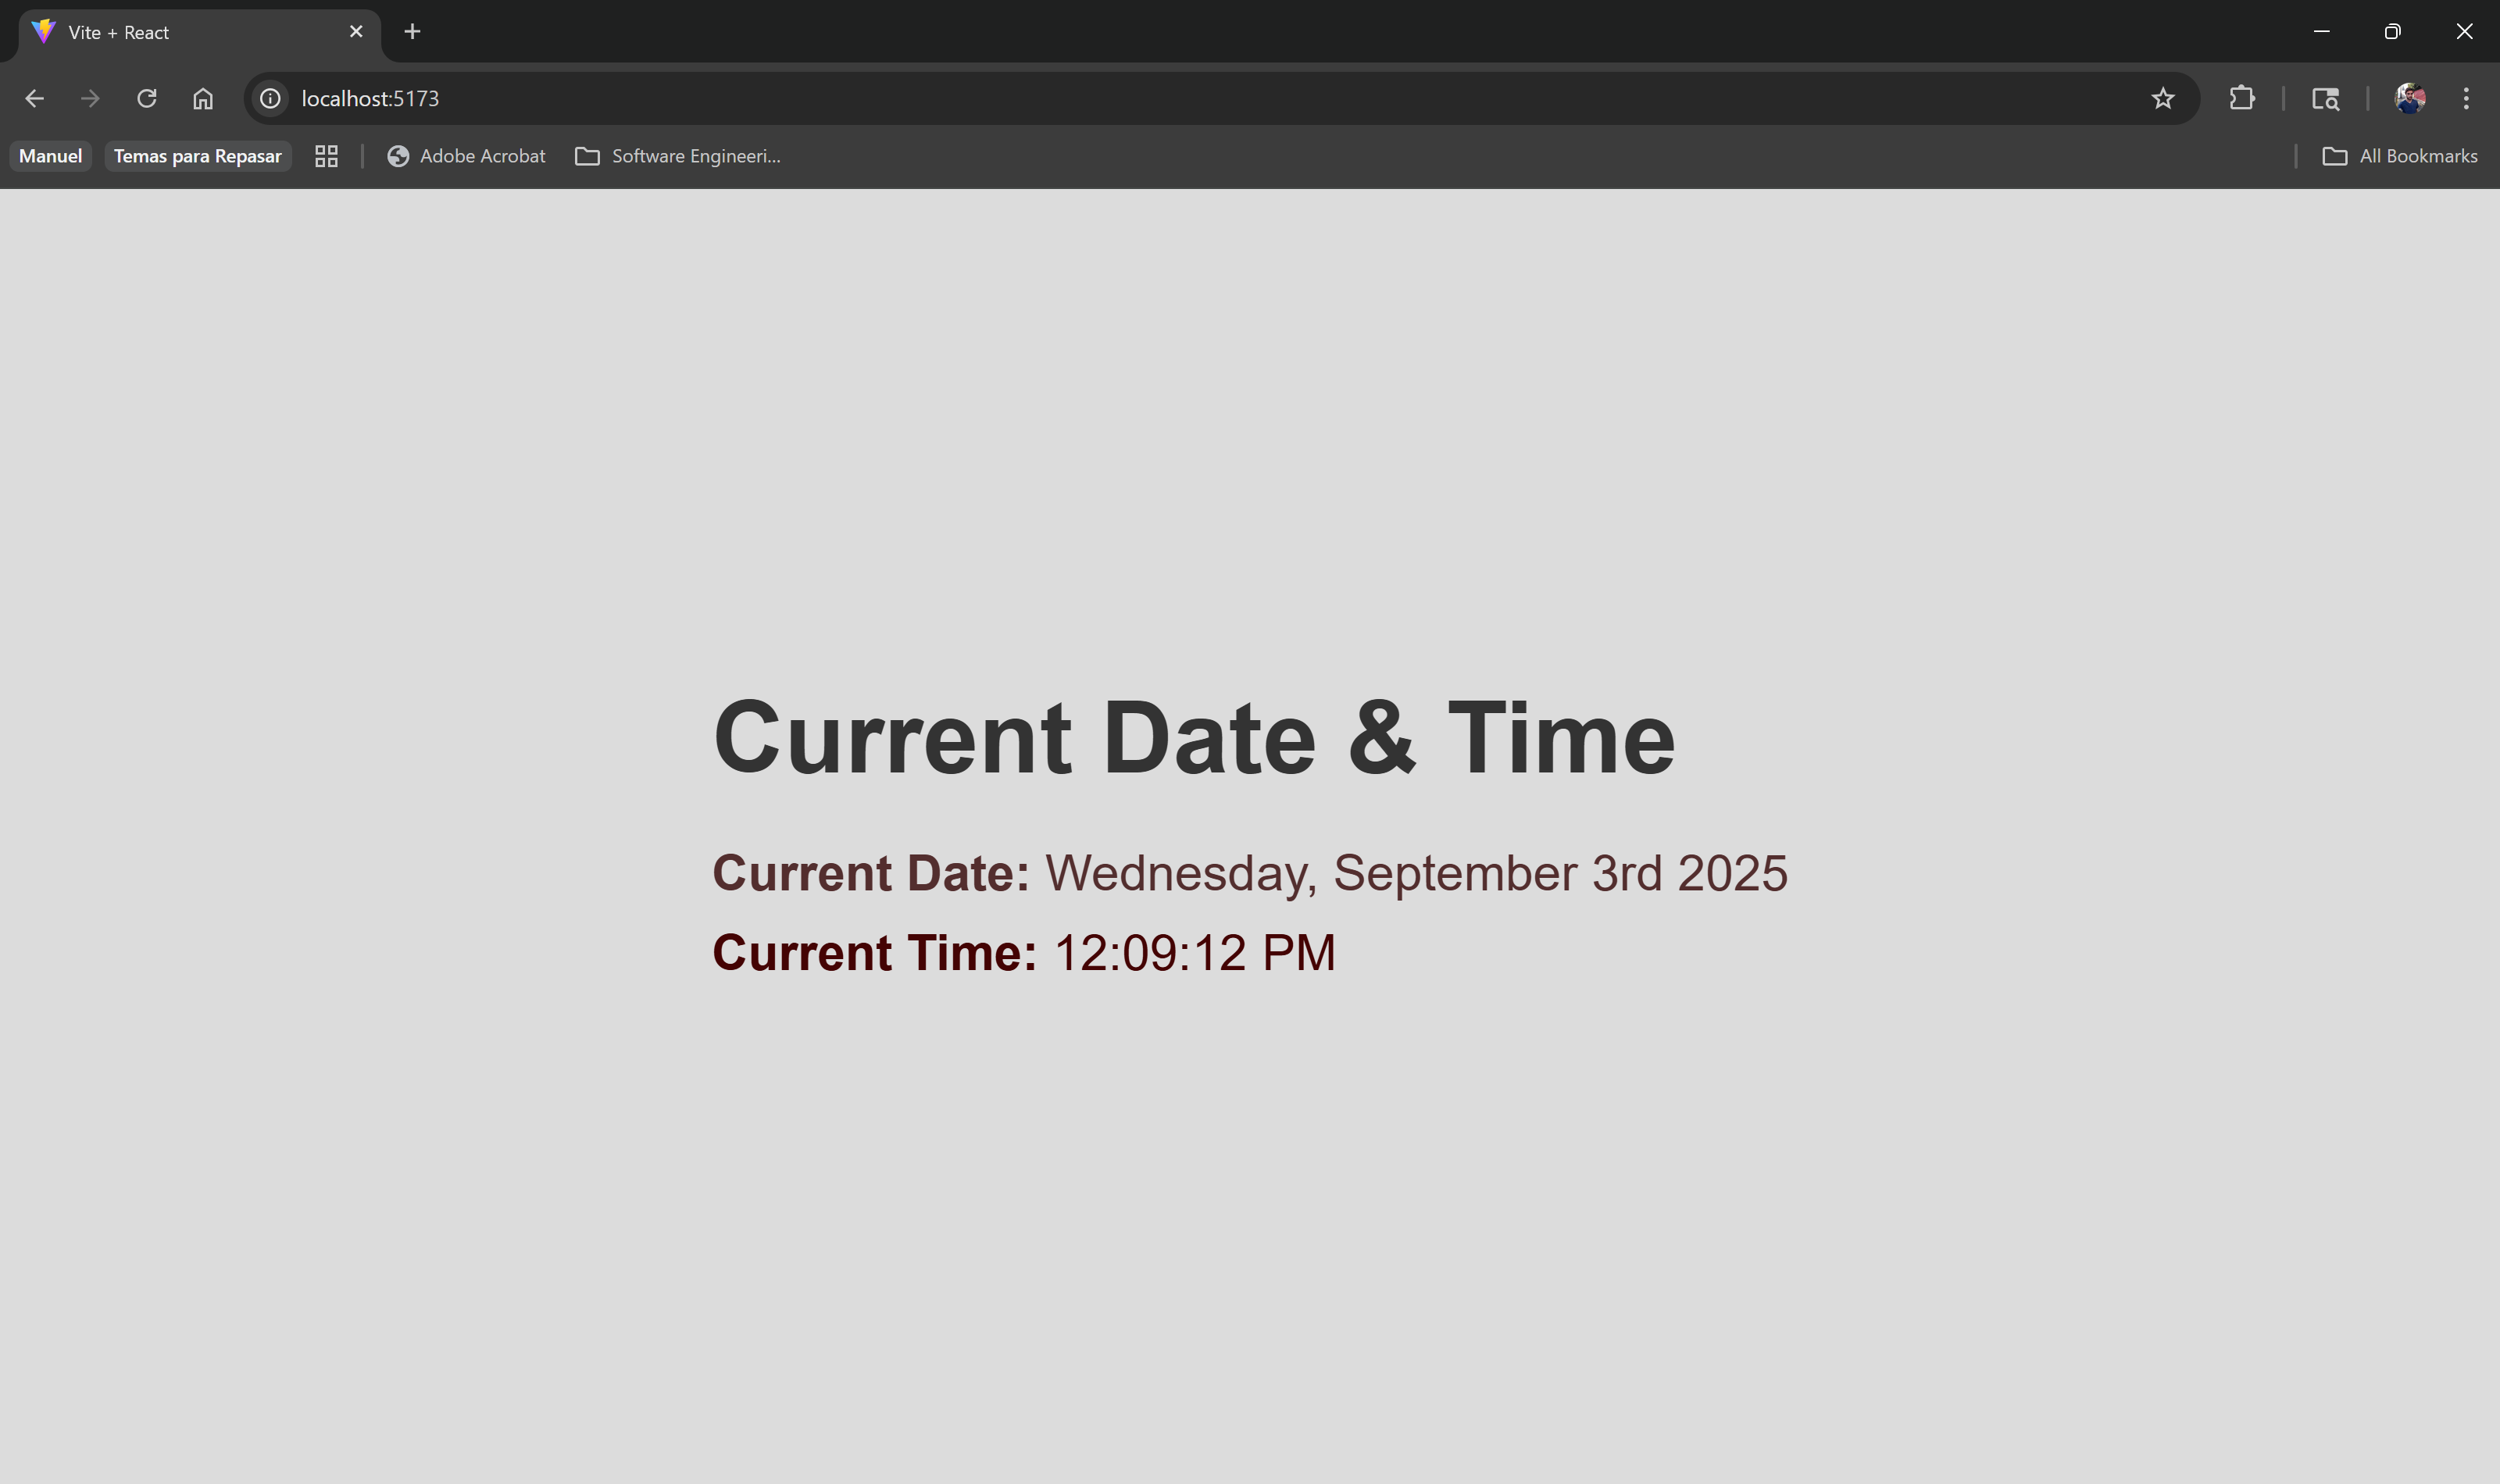 Vite + React
localhost:5173
Manuel Temas para Repasar Adobe Acrobat Software Engineeri... All Bookmarks
Current Date & Time
Current Date: Wednesday, September 3rd 2025
Current Time: 12:09:12 PM